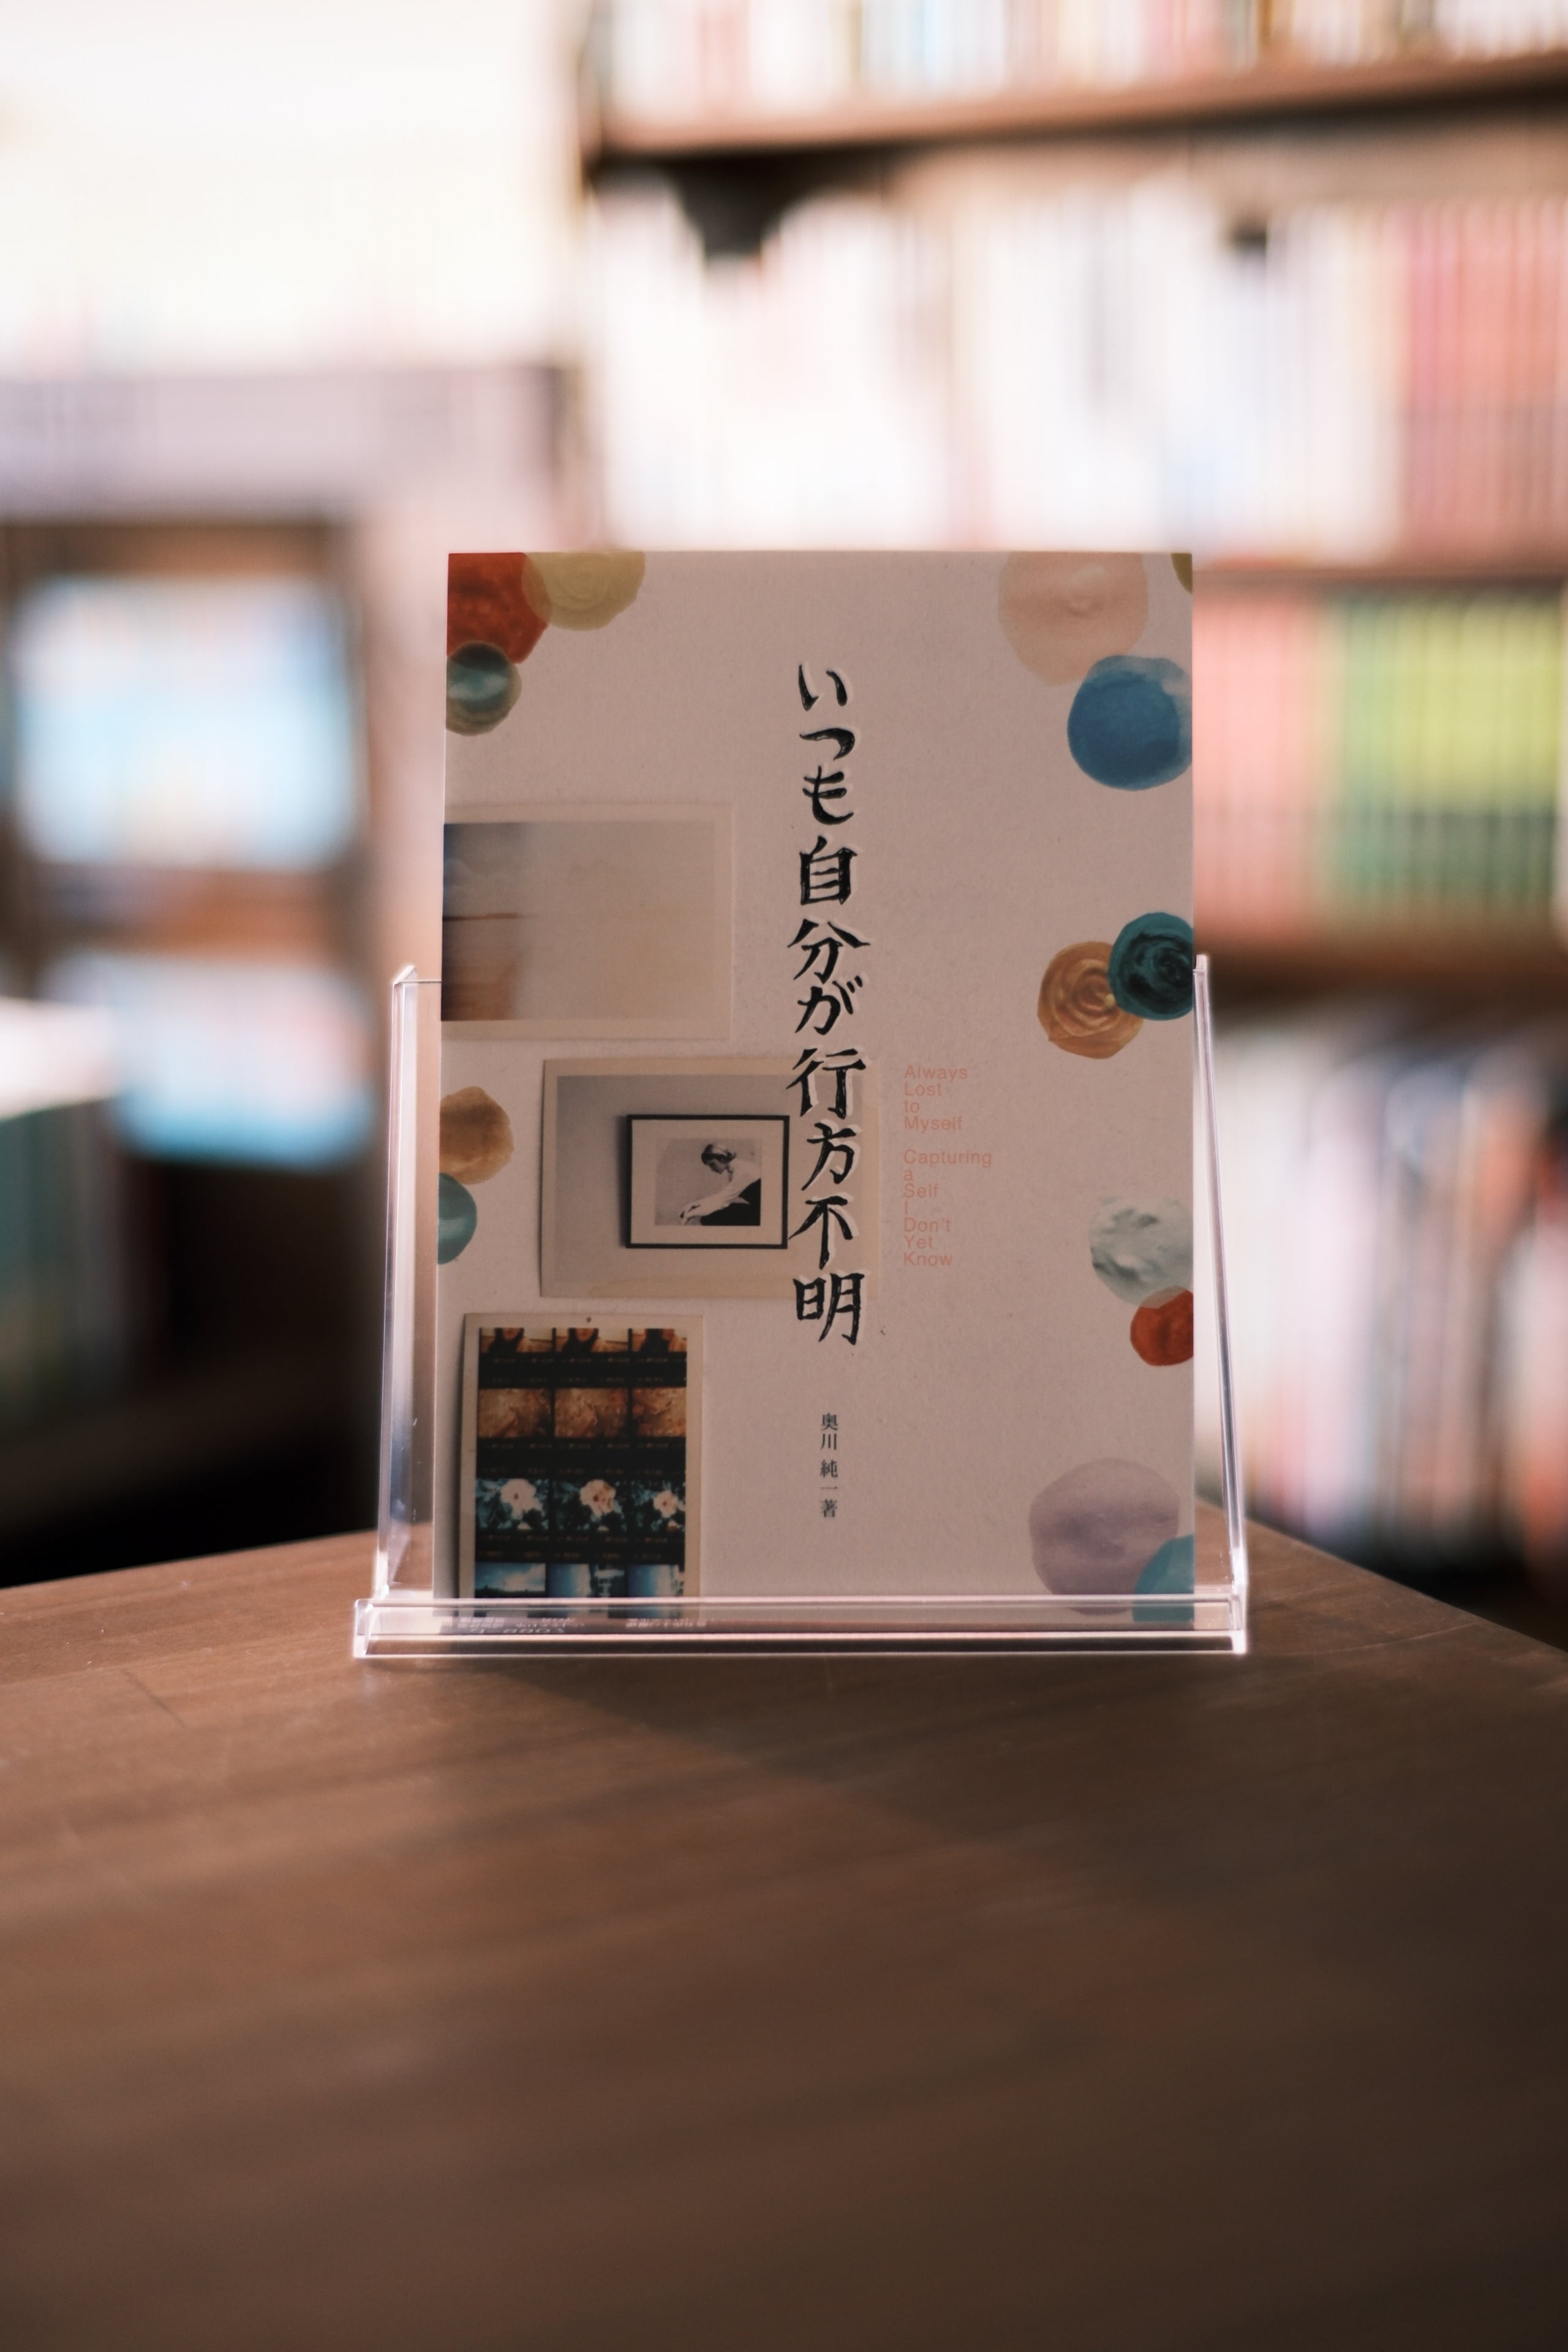 いつも自分が行方不明
Always
Lost
to
Myself
Capturing
a
Self
I
Don't
Yet
Know
奥川 純一 著